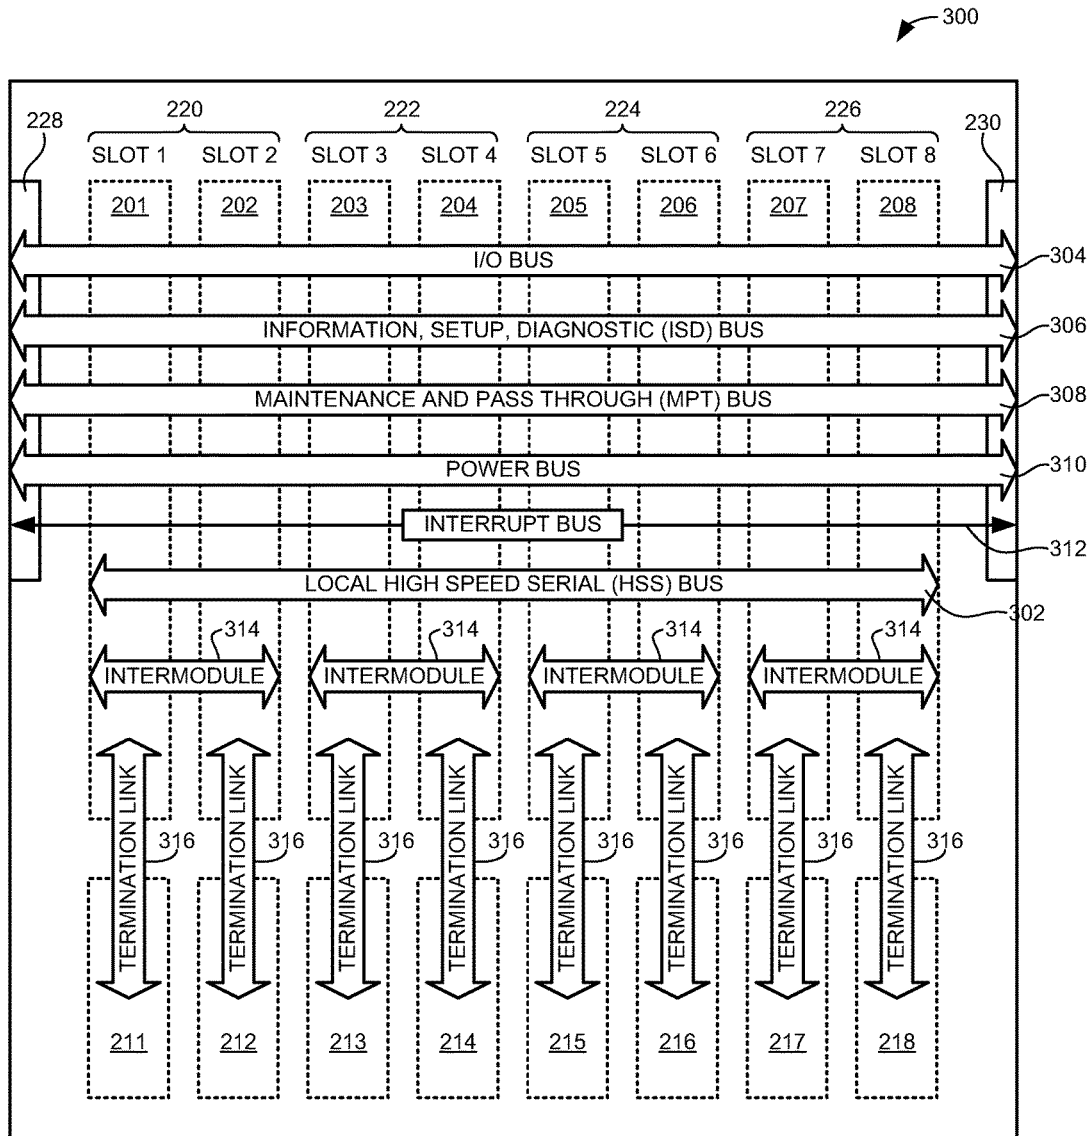 300
220 222 224 226
228 230
SLOT 1 SLOT 2 SLOT 3 SLOT 4 SLOT 5 SLOT 6 SLOT 7 SLOT 8
201 202 203 204 205 206 207 208
I/O BUS 304
INFORMATION, SETUP, DIAGNOSTIC (ISD) BUS 306
MAINTENANCE AND PASS THROUGH (MPT) BUS 308
POWER BUS 310
INTERRUPT BUS
312
LOCAL HIGH SPEED SERIAL (HSS) BUS
302
314 314 314 314
INTERMODULE INTERMODULE INTERMODULE INTERMODULE
TERMINATION LINK TERMINATION LINK TERMINATION LINK TERMINATION LINK TERMINATION LINK TERMINATION LINK TERMINATION LINK TERMINATION LINK
316 316 316 316 316 316 316 316
211 212 213 214 215 216 217 218